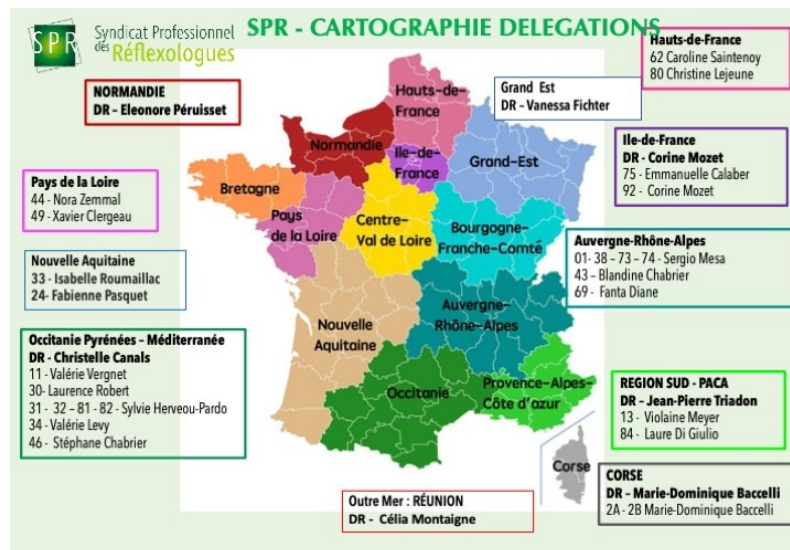 SPR
Syndicat Professionnel
des Réflexologues
SPR - CARTOGRAPHIE DELEGATIONS
Hauts-de-France
62 Caroline Saintenoy
80 Christine Lejeune
NORMANDIE
DR – Eleonore Péruisset
Grand Est
DR – Vanessa Fichter
Ile-de-France
DR - Corine Mozet
75 - Emmanuelle Calaber
92 - Corine Mozet
Pays de la Loire
44 - Nora Zemmal
49 - Xavier Clergeau
Nouvelle Aquitaine
33 - Isabelle Roumaillac
24- Fabienne Pasquet
Auvergne-Rhône-Alpes
01- 38 – 73 – 74 - Sergio Mesa
43 – Blandine Chabrier
69 - Fanta Diane
Occitanie Pyrénées – Méditerranée
DR - Christelle Canals
11 - Valérie Vergnet
30- Laurence Robert
31 - 32 – 81 - 82 - Sylvie Herveou-Pardo
34 - Valérie Levy
46 - Stéphane Chabrier
REGION SUD - PACA
DR – Jean-Pierre Triadon
13 - Violaine Meyer
84 - Laure Di Giulio
CORSE
DR – Marie-Dominique Baccelli
2A - 2B Marie-Dominique Baccelli
Outre Mer : RÉUNION
DR - Célia Montaigne
Hauts-de-
France
Normandie
Ile-de-
France
Grand-Est
Bretagne
Pays
de la Loire
Centre-
Val de Loire
Bourgogne-
Franche-Comté
Nouvelle
Aquitaine
Auvergne-
Rhône-Alpes
Occitanie
Provence-Alpes-
Côte d'azur
Corse